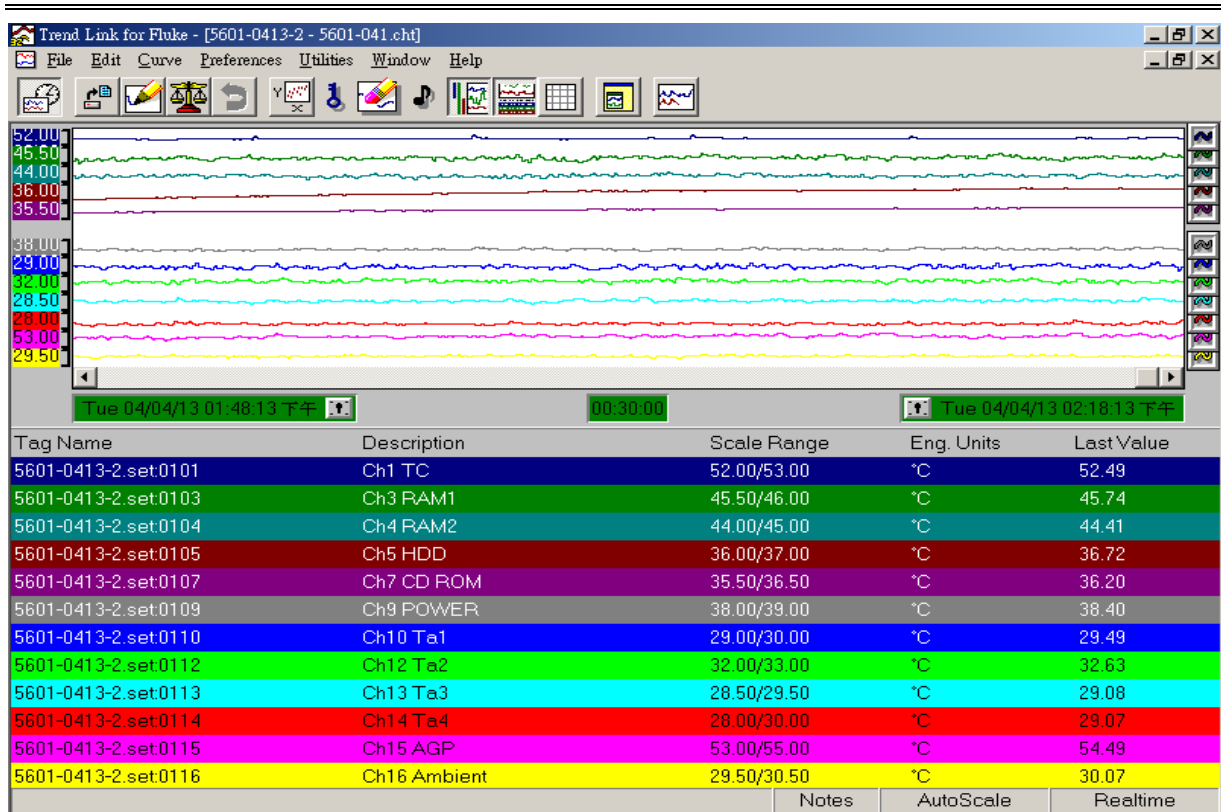 Trend Link for Fluke - [5601-0413-2 - 5601-041.cht]
File Edit Curve Preferences Utilities Window Help
52.00
45.50
44.00
36.00
35.50
38.00
29.00
32.00
28.50
28.00
53.00
29.50
Tue 04/04/13 01:48:13 下午 00:30:00 Tue 04/04/13 02:18:13 下午
Tag Name Description Scale Range Eng. Units Last Value
5601-0413-2.set:0101 Ch1 TC 52.00/53.00 °C 52.49
5601-0413-2.set:0103 Ch3 RAM1 45.50/46.00 °C 45.74
5601-0413-2.set:0104 Ch4 RAM2 44.00/45.00 °C 44.41
5601-0413-2.set:0105 Ch5 HDD 36.00/37.00 °C 36.72
5601-0413-2.set:0107 Ch7 CD ROM 35.50/36.50 °C 36.20
5601-0413-2.set:0109 Ch9 POWER 38.00/39.00 °C 38.40
5601-0413-2.set:0110 Ch10 Ta1 29.00/30.00 °C 29.49
5601-0413-2.set:0112 Ch12 Ta2 32.00/33.00 °C 32.63
5601-0413-2.set:0113 Ch13 Ta3 28.50/29.50 °C 29.08
5601-0413-2.set:0114 Ch14 Ta4 28.00/30.00 °C 29.07
5601-0413-2.set:0115 Ch15 AGP 53.00/55.00 °C 54.49
5601-0413-2.set:0116 Ch16 Ambient 29.50/30.50 °C 30.07
Notes AutoScale Realtime